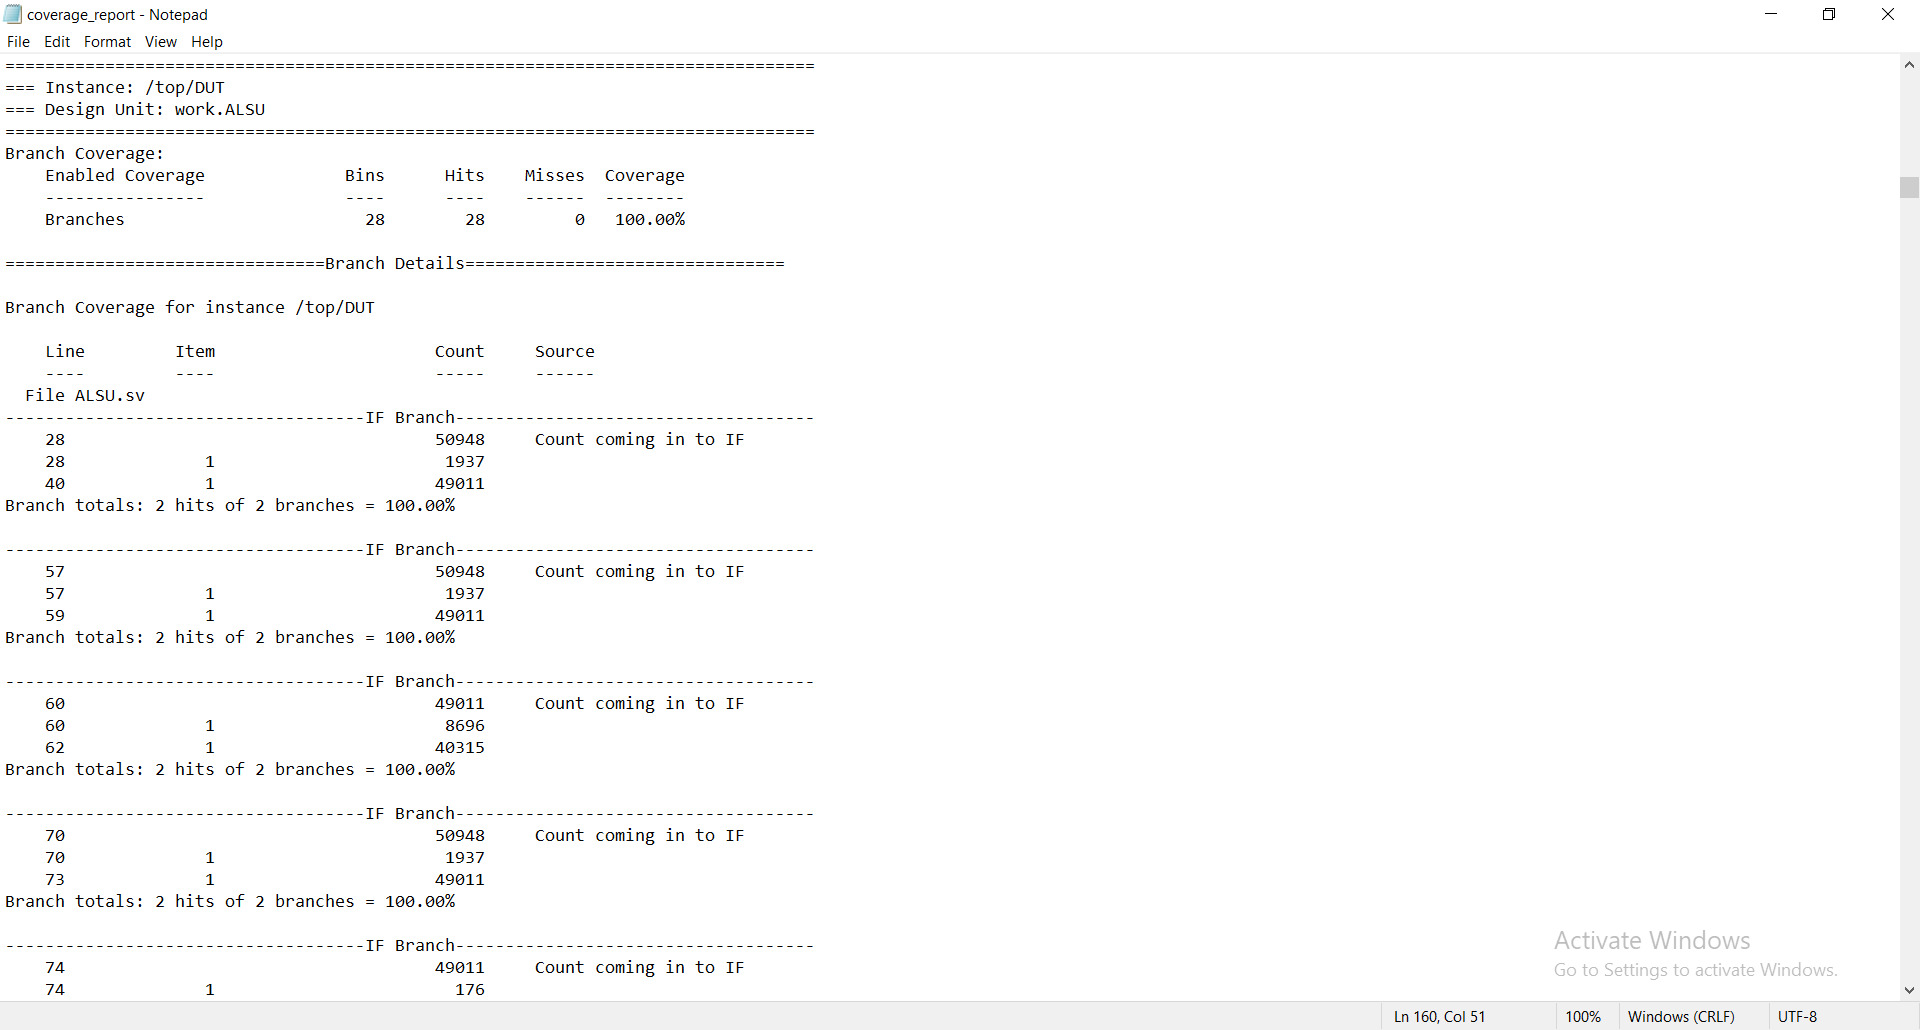 coverage_report - Notepad
File Edit Format View Help
=================================================================================
=== Instance: /top/DUT
=== Design Unit: work.ALSU
=================================================================================
Branch Coverage:
    Enabled Coverage              Bins      Hits    Misses  Coverage
    ----------------              ----      ----    ------  --------
    Branches                        28        28         0   100.00%
================================Branch Details================================
Branch Coverage for instance /top/DUT
    Line         Item                      Count     Source
    ----         ----                      -----     ------
  File ALSU.sv
------------------------------------IF Branch------------------------------------
    28                                     50948     Count coming in to IF
    28              1                       1937
    40              1                      49011
Branch totals: 2 hits of 2 branches = 100.00%
------------------------------------IF Branch------------------------------------
    57                                     50948     Count coming in to IF
    57              1                       1937
    59              1                      49011
Branch totals: 2 hits of 2 branches = 100.00%
------------------------------------IF Branch------------------------------------
    60                                     49011     Count coming in to IF
    60              1                       8696
    62              1                      40315
Branch totals: 2 hits of 2 branches = 100.00%
------------------------------------IF Branch------------------------------------
    70                                     50948     Count coming in to IF
    70              1                       1937
    73              1                      49011
Branch totals: 2 hits of 2 branches = 100.00%
------------------------------------IF Branch------------------------------------
    74                                     49011     Count coming in to IF
    74              1                        176
Activate Windows
Go to Settings to activate Windows.
Ln 160, Col 51 100% Windows (CRLF) UTF-8